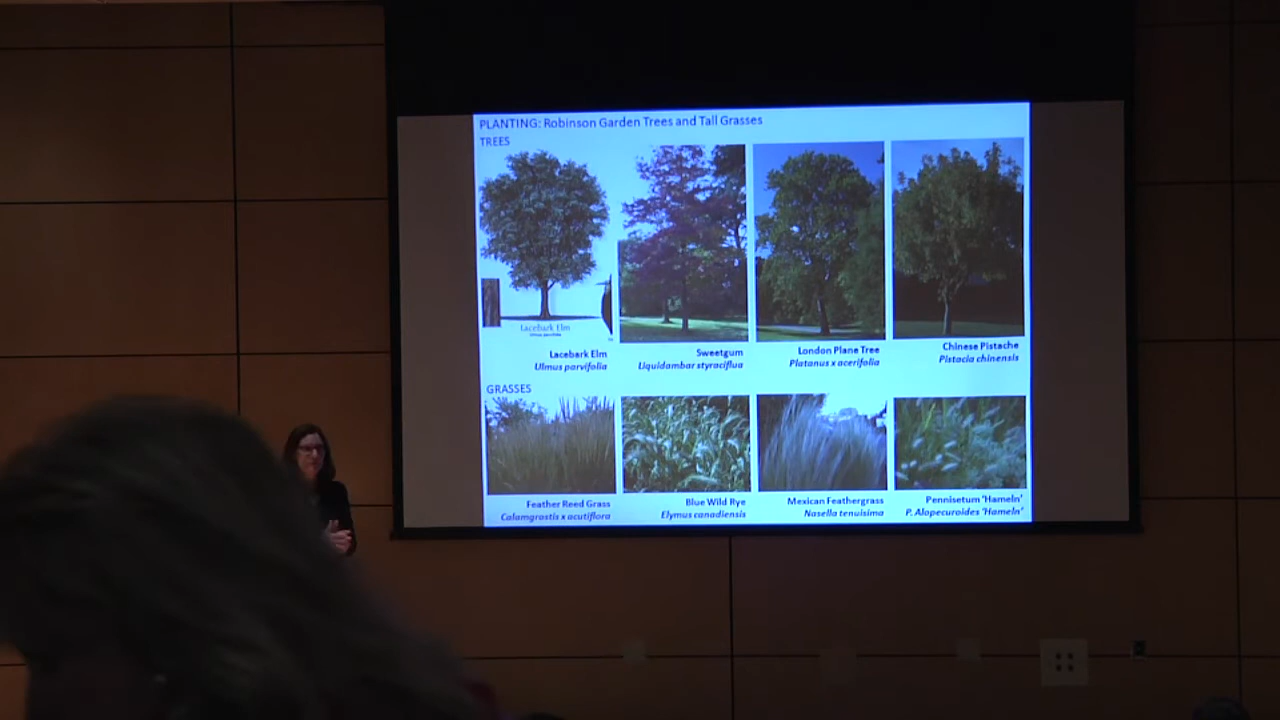 PLANTING: Robinson Garden Trees and Tall Grasses
TREES
Lacebark Elm
Lacebark Elm
Ulmus parvifolia
Sweetgum
Liquidambar styraciflua
London Plane Tree
Platanus x acerifolia
Chinese Pistache
Pistacia chinensis
GRASSES
Feather Reed Grass
Calamgrostis x acutiflora
Blue Wild Rye
Elymus canadiensis
Mexican Feathergrass
Nasella tenuisima
Pennisetum ‘Hameln’
P. Alopecuroides ‘Hameln’